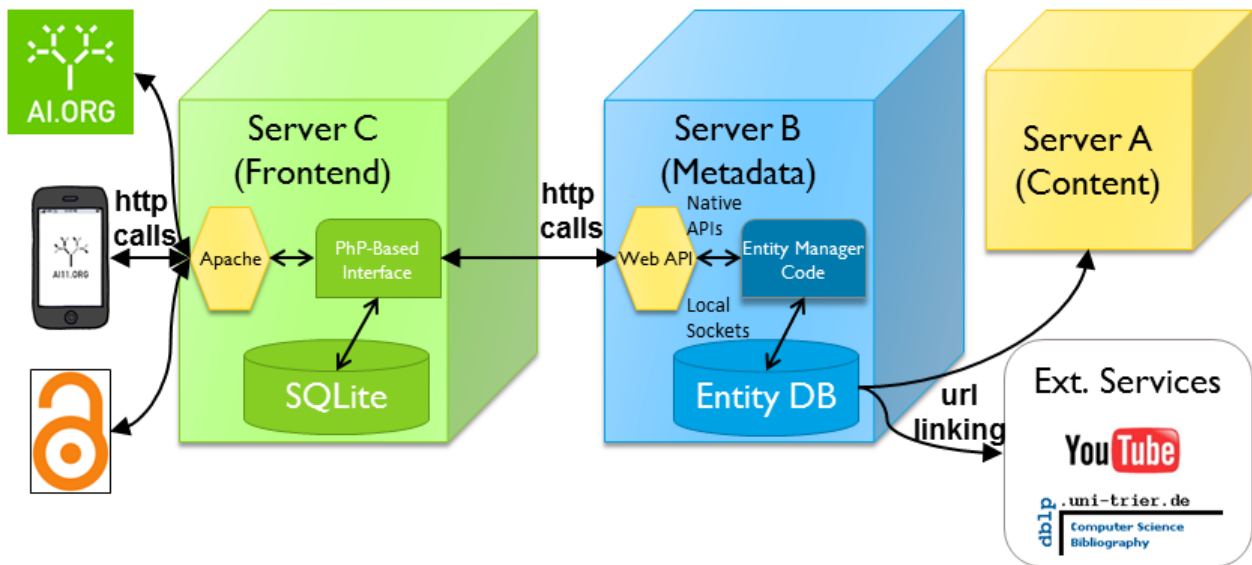 AI.ORG
http
calls
AI11.ORG
Server C
(Frontend)
Apache
PhP-Based
Interface
SQLite
http
calls
Server B
(Metadata)
Native
APIs
Web API
Entity Manager
Code
Local
Sockets
Entity DB
Server A
(Content)
url
linking
Ext. Services
YouTube
dblp
.uni-trier.de
Computer Science
Bibliography